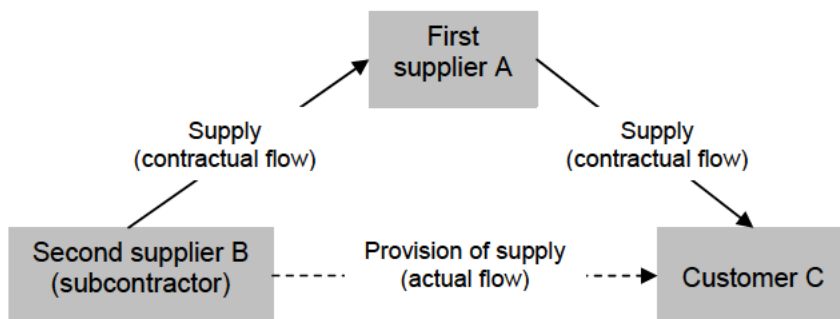 First
supplier A
Supply
(contractual flow)
Supply
(contractual flow)
Second supplier B
(subcontractor)
Provision of supply
(actual flow)
Customer C